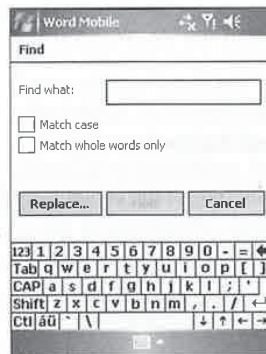 Word Mobile
Find
Find what:
Match case
Match whole words only
Replace... Cancel
123 1 2 3 4 5 6 7 8 9 0 - =
Tab q w e r t y u i o p [ ]
CAP a s d f g h j k l ; '
Shift z x c v b n m , . /
Ctl áü ` \